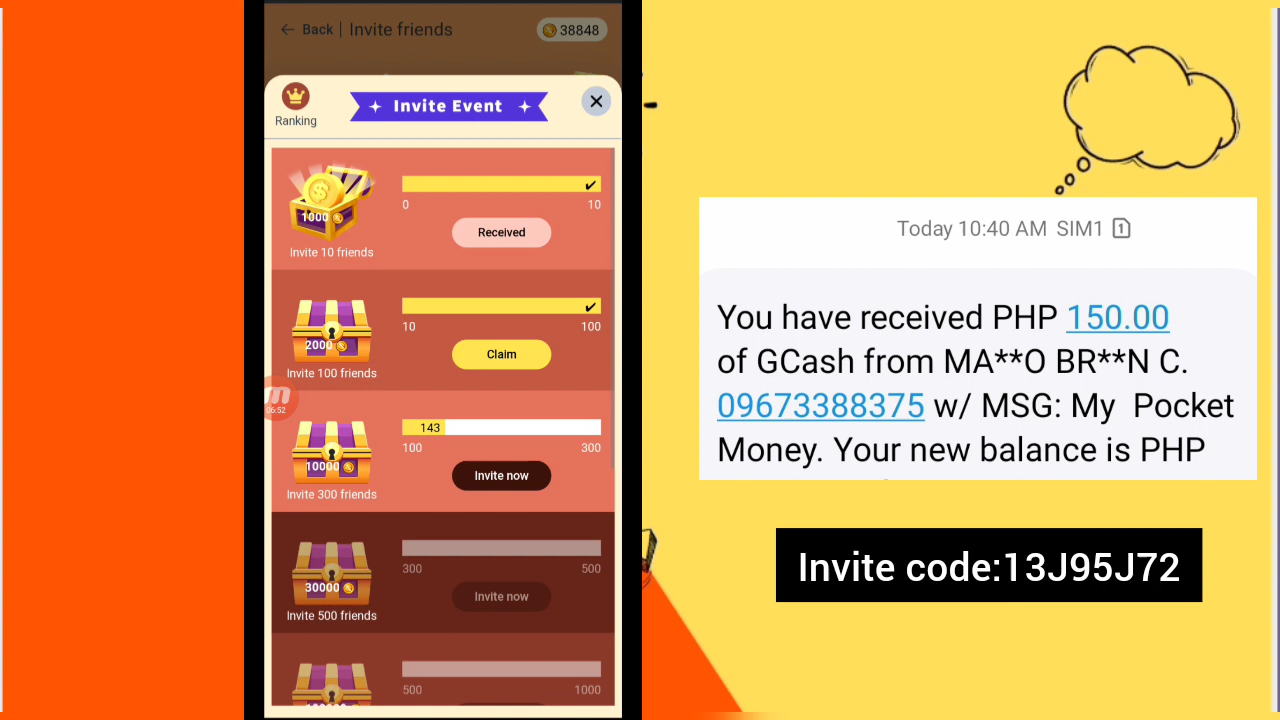 ← Back | Invite friends
38848
Ranking
Invite Event
1000
0 10
Received
Invite 10 friends
10 100
2000
Claim
Invite 100 friends
06:52
143
100 300
10000
Invite now
Invite 300 friends
300 500
30000
Invite now
Invite 500 friends
500 1000
Today 10:40 AM SIM1 1
You have received PHP 150.00
of GCash from MA**O BR**N C.
09673388375 w/ MSG: My Pocket
Money. Your new balance is PHP
Invite code:13J95J72